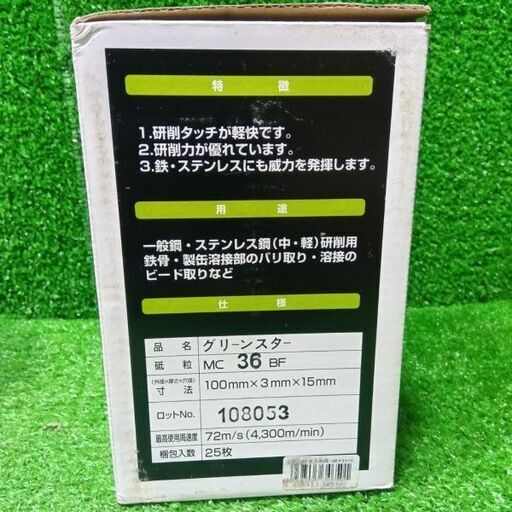 特徴
1.研削タッチが軽快です。
2.研削力が優れています。
3.鉄・ステンレスにも威力を発揮します。
用途
一般鋼・ステンレス鋼(中・軽)研削用
鉄骨・製缶溶接部のバリ取り・溶接の
ビード取りなど
仕様
品名 グリーンスター
砥粒 MC 36 BF
(外径×厚さ×穴径)
寸法 100mm×3mm×15mm
ロットNo. 108053
最高使用周速度 72m/s(4,300m/min)
梱包入数 25枚